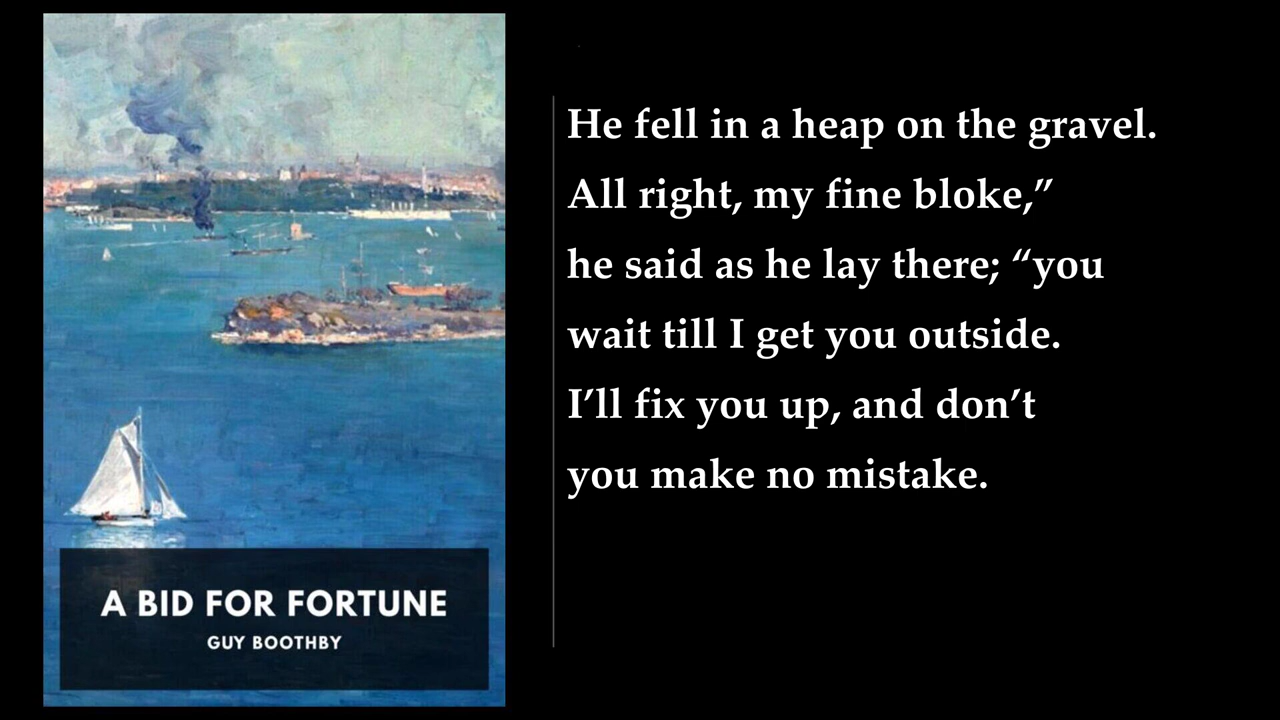 A BID FOR FORTUNE
GUY BOOTHBY
He fell in a heap on the gravel.
All right, my fine bloke,”
he said as he lay there; “you
wait till I get you outside.
I’ll fix you up, and don’t
you make no mistake.